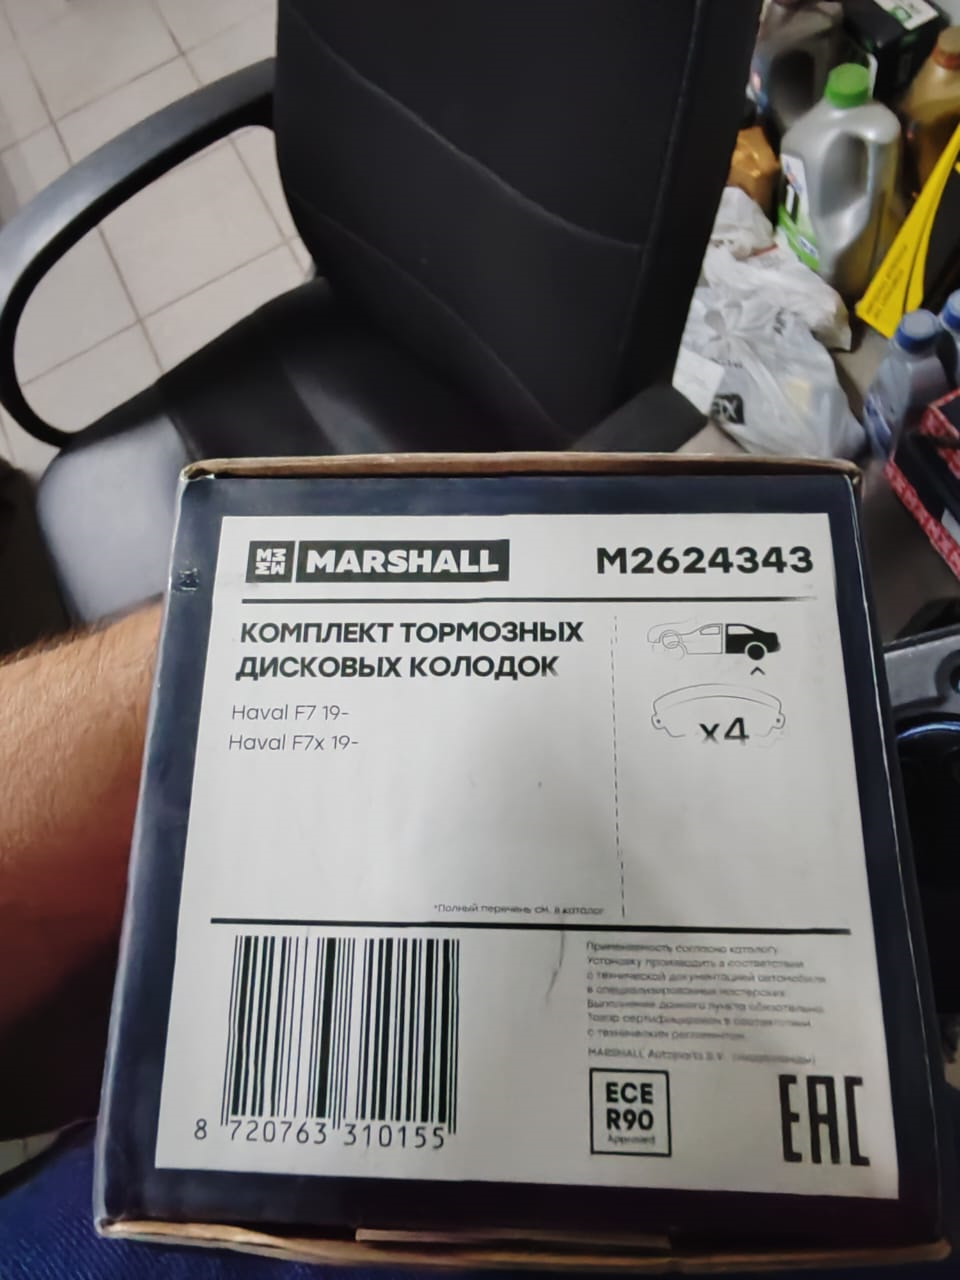 MARSHALL
M2624343
КОМПЛЕКТ ТОРМОЗНЫХ
ДИСКОВЫХ КОЛОДОК
Haval F7 19-
Haval F7x 19-
x4
*Полный перечень см. в каталог
Применяемость согласно каталогу.
Установку производить в соответствии
с технической документацией автомобиля
в специализированных мастерских.
Выполнение данного пункта обязательно.
Товар сертифицирован в соответствии
с техническим регламентом.
MARSHALL Autoparts B.V.
8 720763 310155
ECE
R90
Approved
EAC